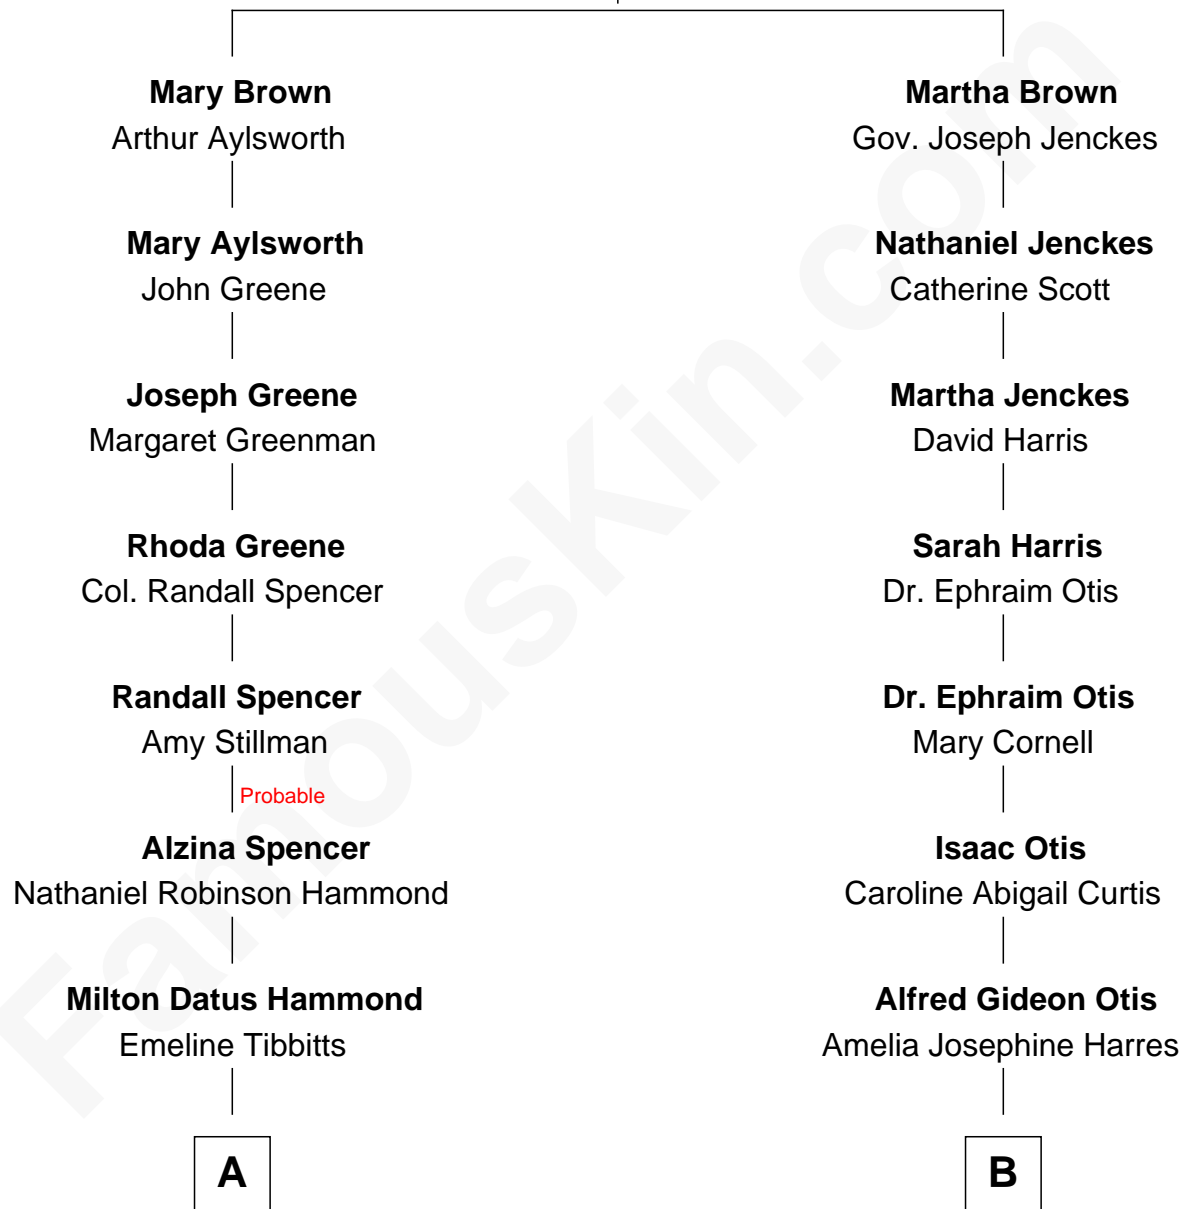 Mary Brown
Arthur Aylsworth
Mary Aylsworth
John Greene
Joseph Greene
Margaret Greenman
Rhoda Greene
Col. Randall Spencer
Randall Spencer
Amy Stillman
Probable
Alzina Spencer
Nathaniel Robinson Hammond
Milton Datus Hammond
Emeline Tibbitts
A
Martha Brown
Gov. Joseph Jenckes
Nathaniel Jenckes
Catherine Scott
Martha Jenckes
David Harris
Sarah Harris
Dr. Ephraim Otis
Dr. Ephraim Otis
Mary Cornell
Isaac Otis
Caroline Abigail Curtis
Alfred Gideon Otis
Amelia Josephine Harres
B
FamousKin.com